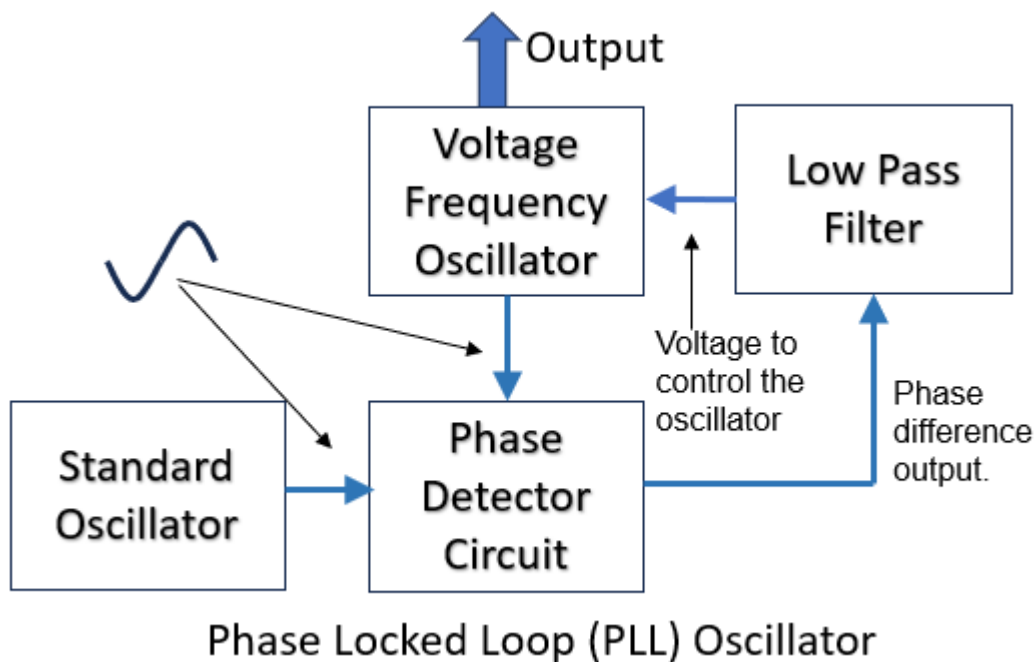 Output
Voltage
Frequency
Oscillator
Low Pass
Filter
Voltage to
control the
oscillator
Phase
difference
output.
Standard
Oscillator
Phase
Detector
Circuit
Phase Locked Loop (PLL) Oscillator